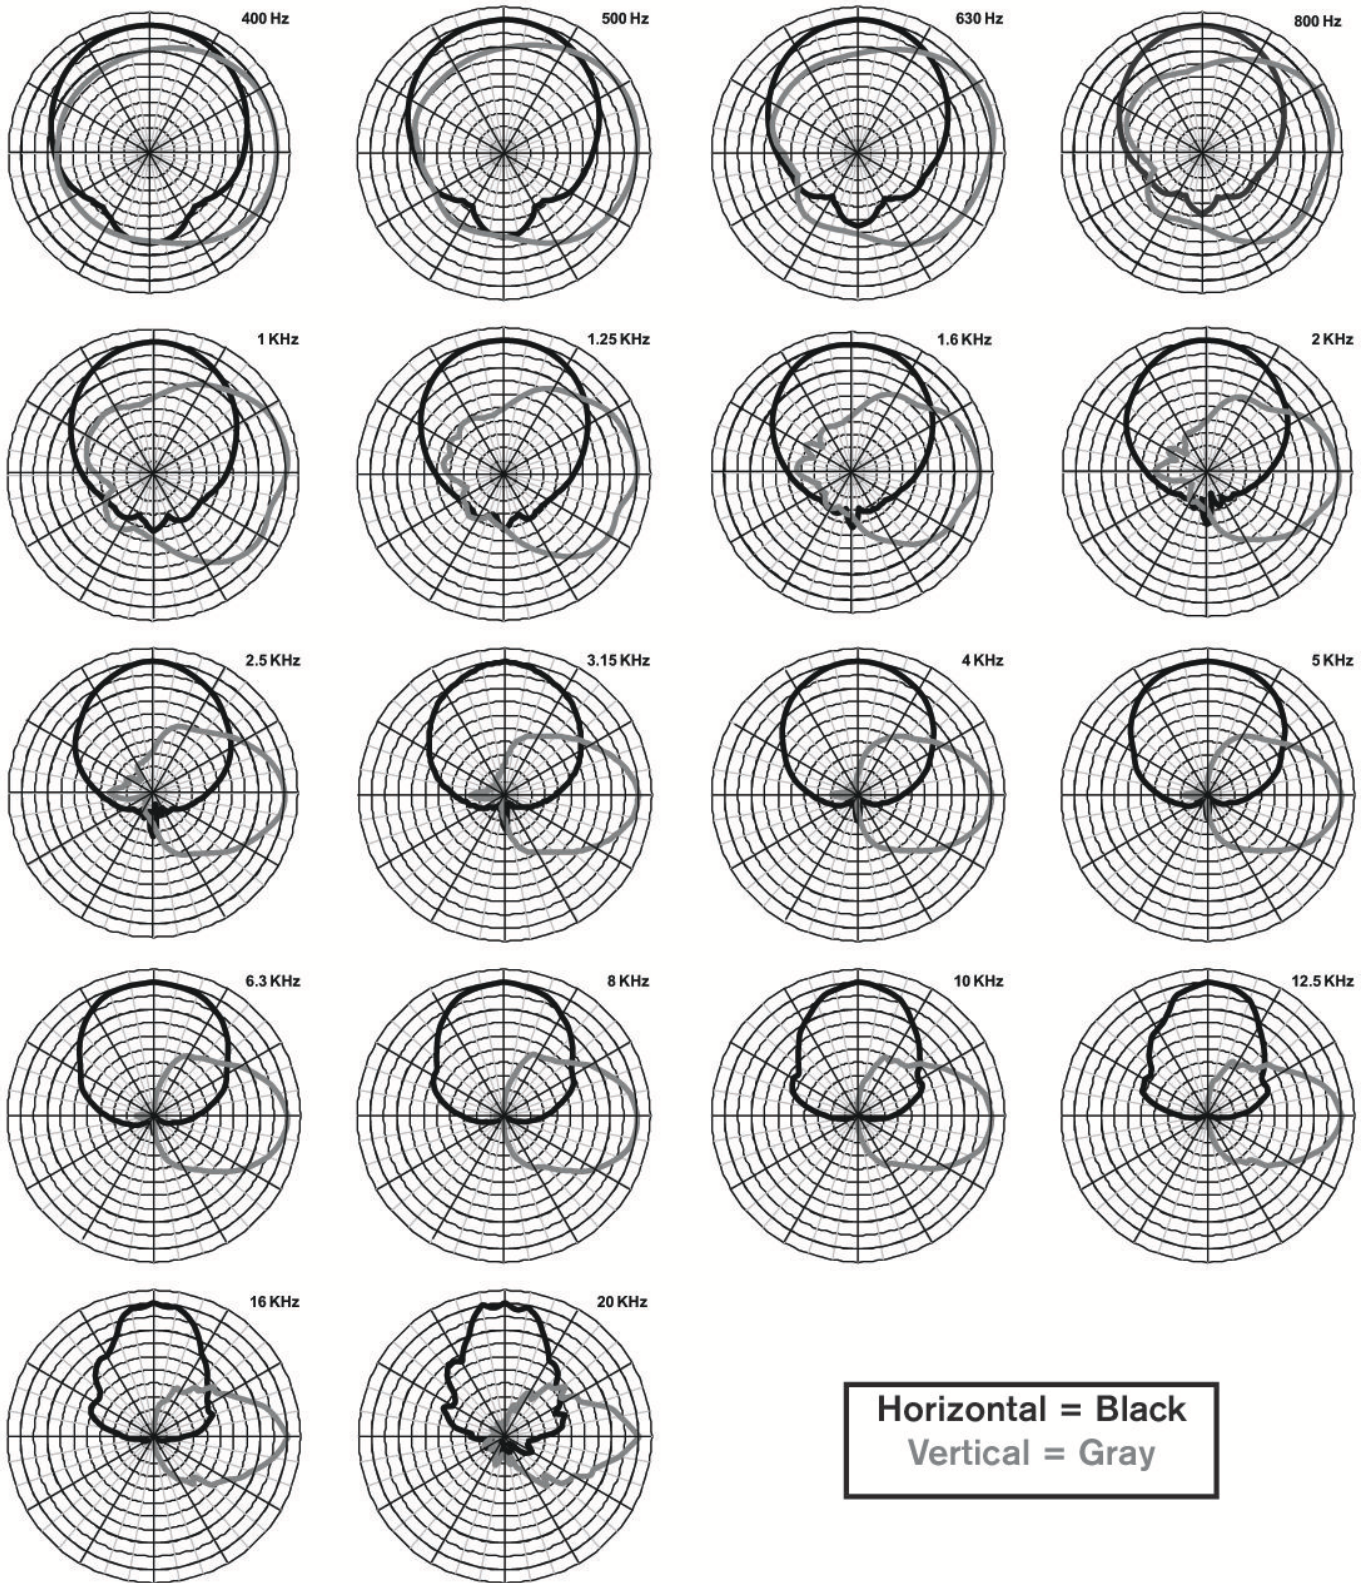 400 Hz
500 Hz
630 Hz
800 Hz
1 KHz
1.25 KHz
1.6 KHz
2 KHz
2.5 KHz
3.15 KHz
4 KHz
5 KHz
6.3 KHz
8 KHz
10 KHz
12.5 KHz
16 KHz
20 KHz
Horizontal = Black
Vertical = Gray